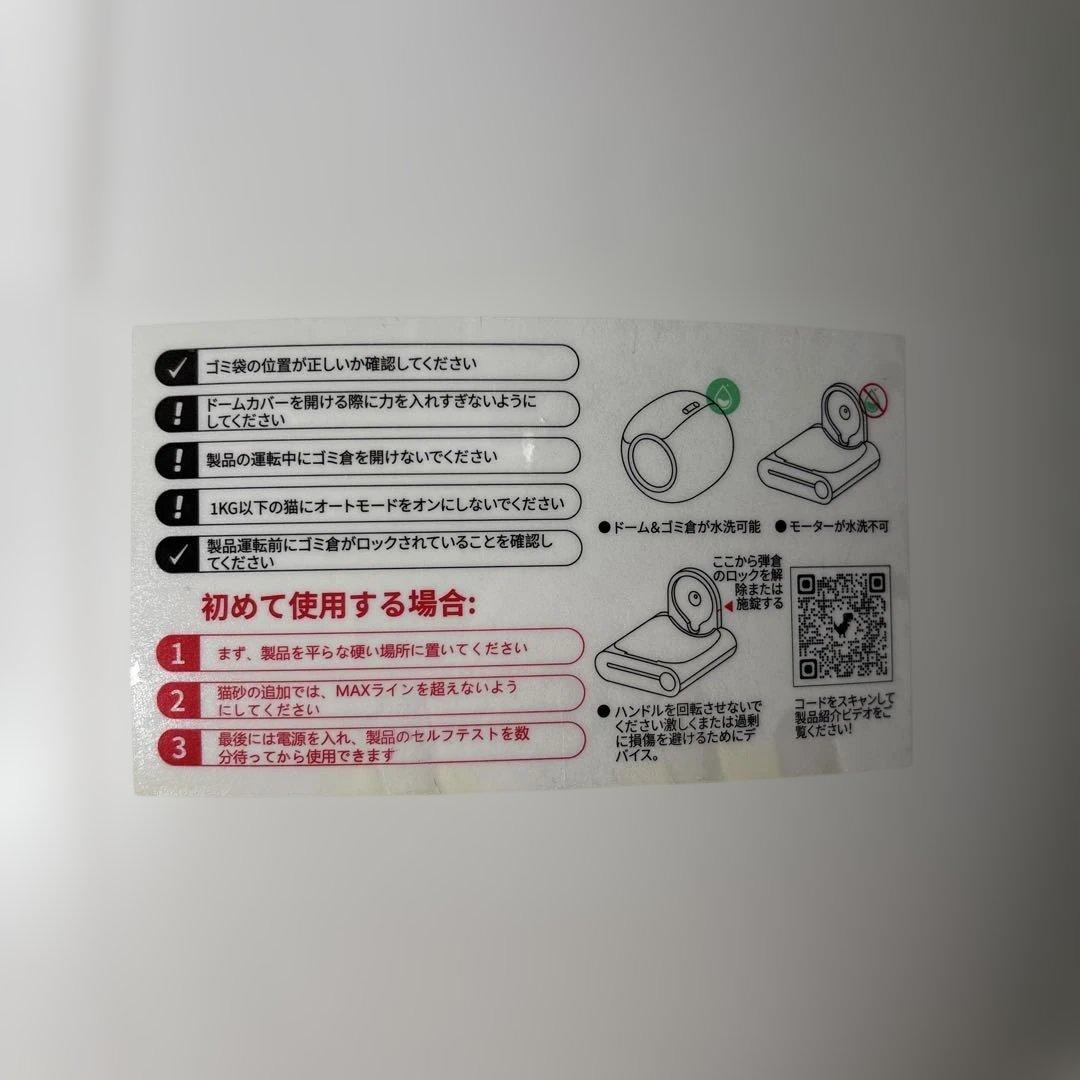 ゴミ袋の位置が正しいか確認してください
ドームカバーを開ける際に力を入れすぎないように
してください
製品の運転中にゴミ倉を開けないでください
1KG以下の猫にオートモードをオンにしないでください
製品運転前にゴミ倉がロックされていることを確認し
てください
初めて使用する場合:
1 まず、製品を平らな硬い場所に置いてください
2 猫砂の追加では、MAXラインを超えないよう
にしてください
3 最後には電源を入れ、製品のセルフテストを数
分待ってから使用できます
●ドーム&ゴミ倉が水洗可能
●モーターが水洗不可
ここから弾倉
のロックを解
除または
施錠する
●ハンドルを回転させないで
ください激しくまたは過剰
に損傷を避けるためにデ
バイス。
コードをスキャンして
製品紹介ビデオをご
覧ください!